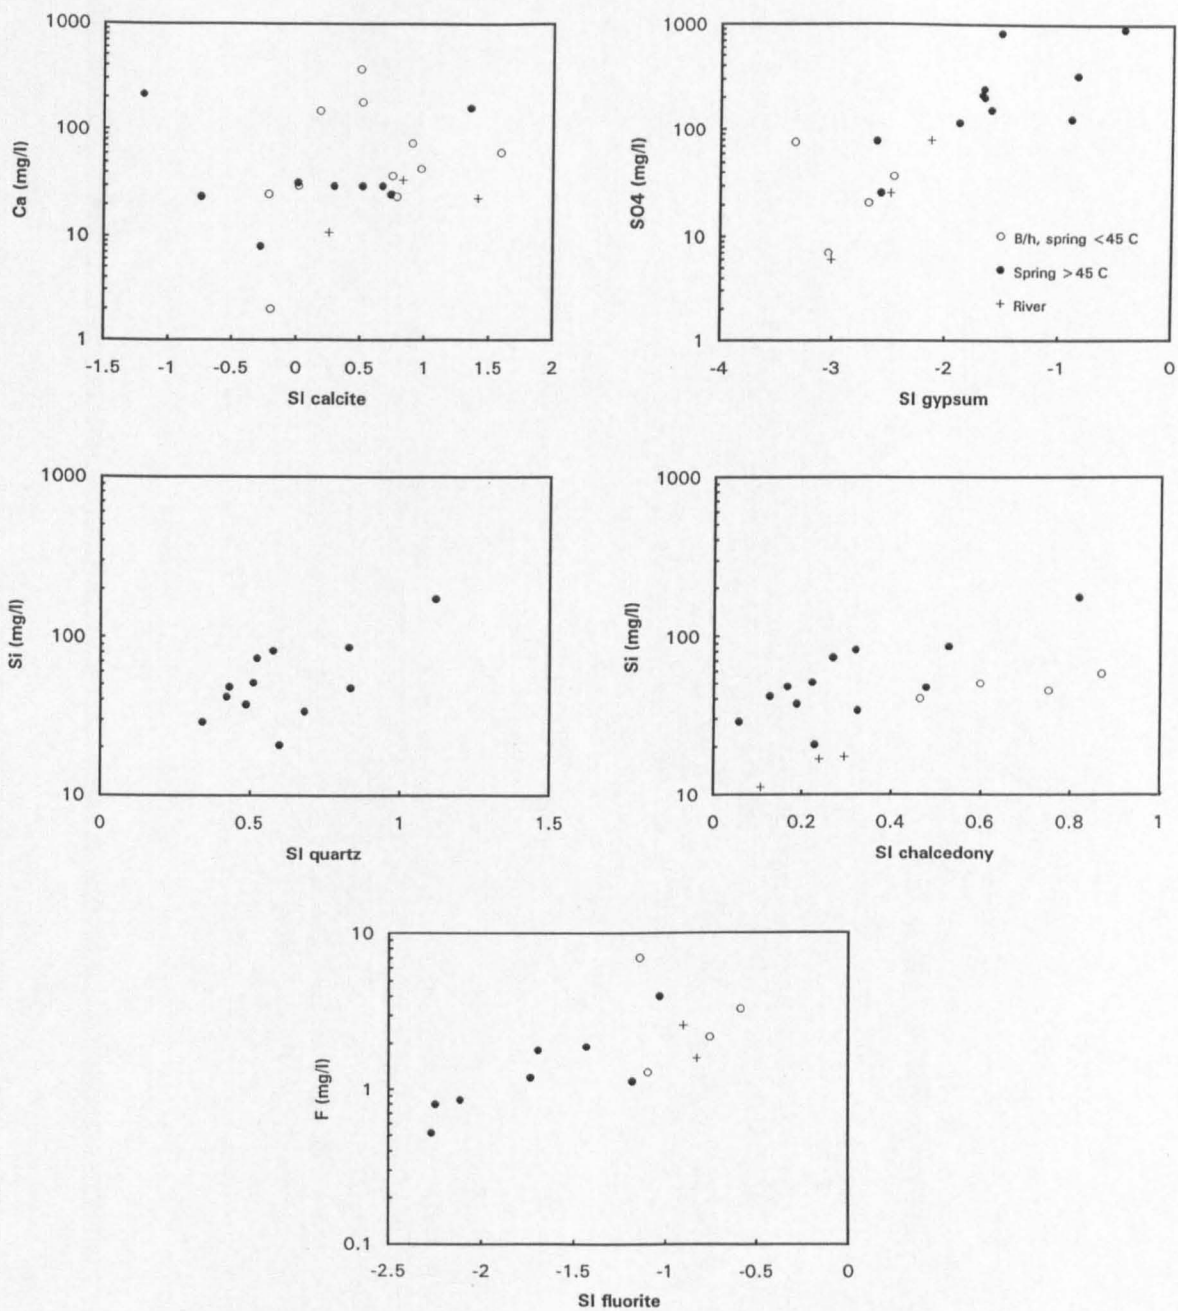 1000
100
10
1
Ca (mg/l)
-1.5 -1 -0.5 0 0.5 1 1.5 2
SI calcite
1000
100
10
1
SO4 (mg/l)
B/h, spring <45 C
Spring >45 C
River
-4 -3 -2 -1 0
SI gypsum
1000
100
10
Si (mg/l)
0 0.5 1 1.5
SI quartz
1000
100
10
Si (mg/l)
0 0.2 0.4 0.6 0.8 1
SI chalcedony
10
1
0.1
F (mg/l)
-2.5 -2 -1.5 -1 -0.5 0
SI fluorite